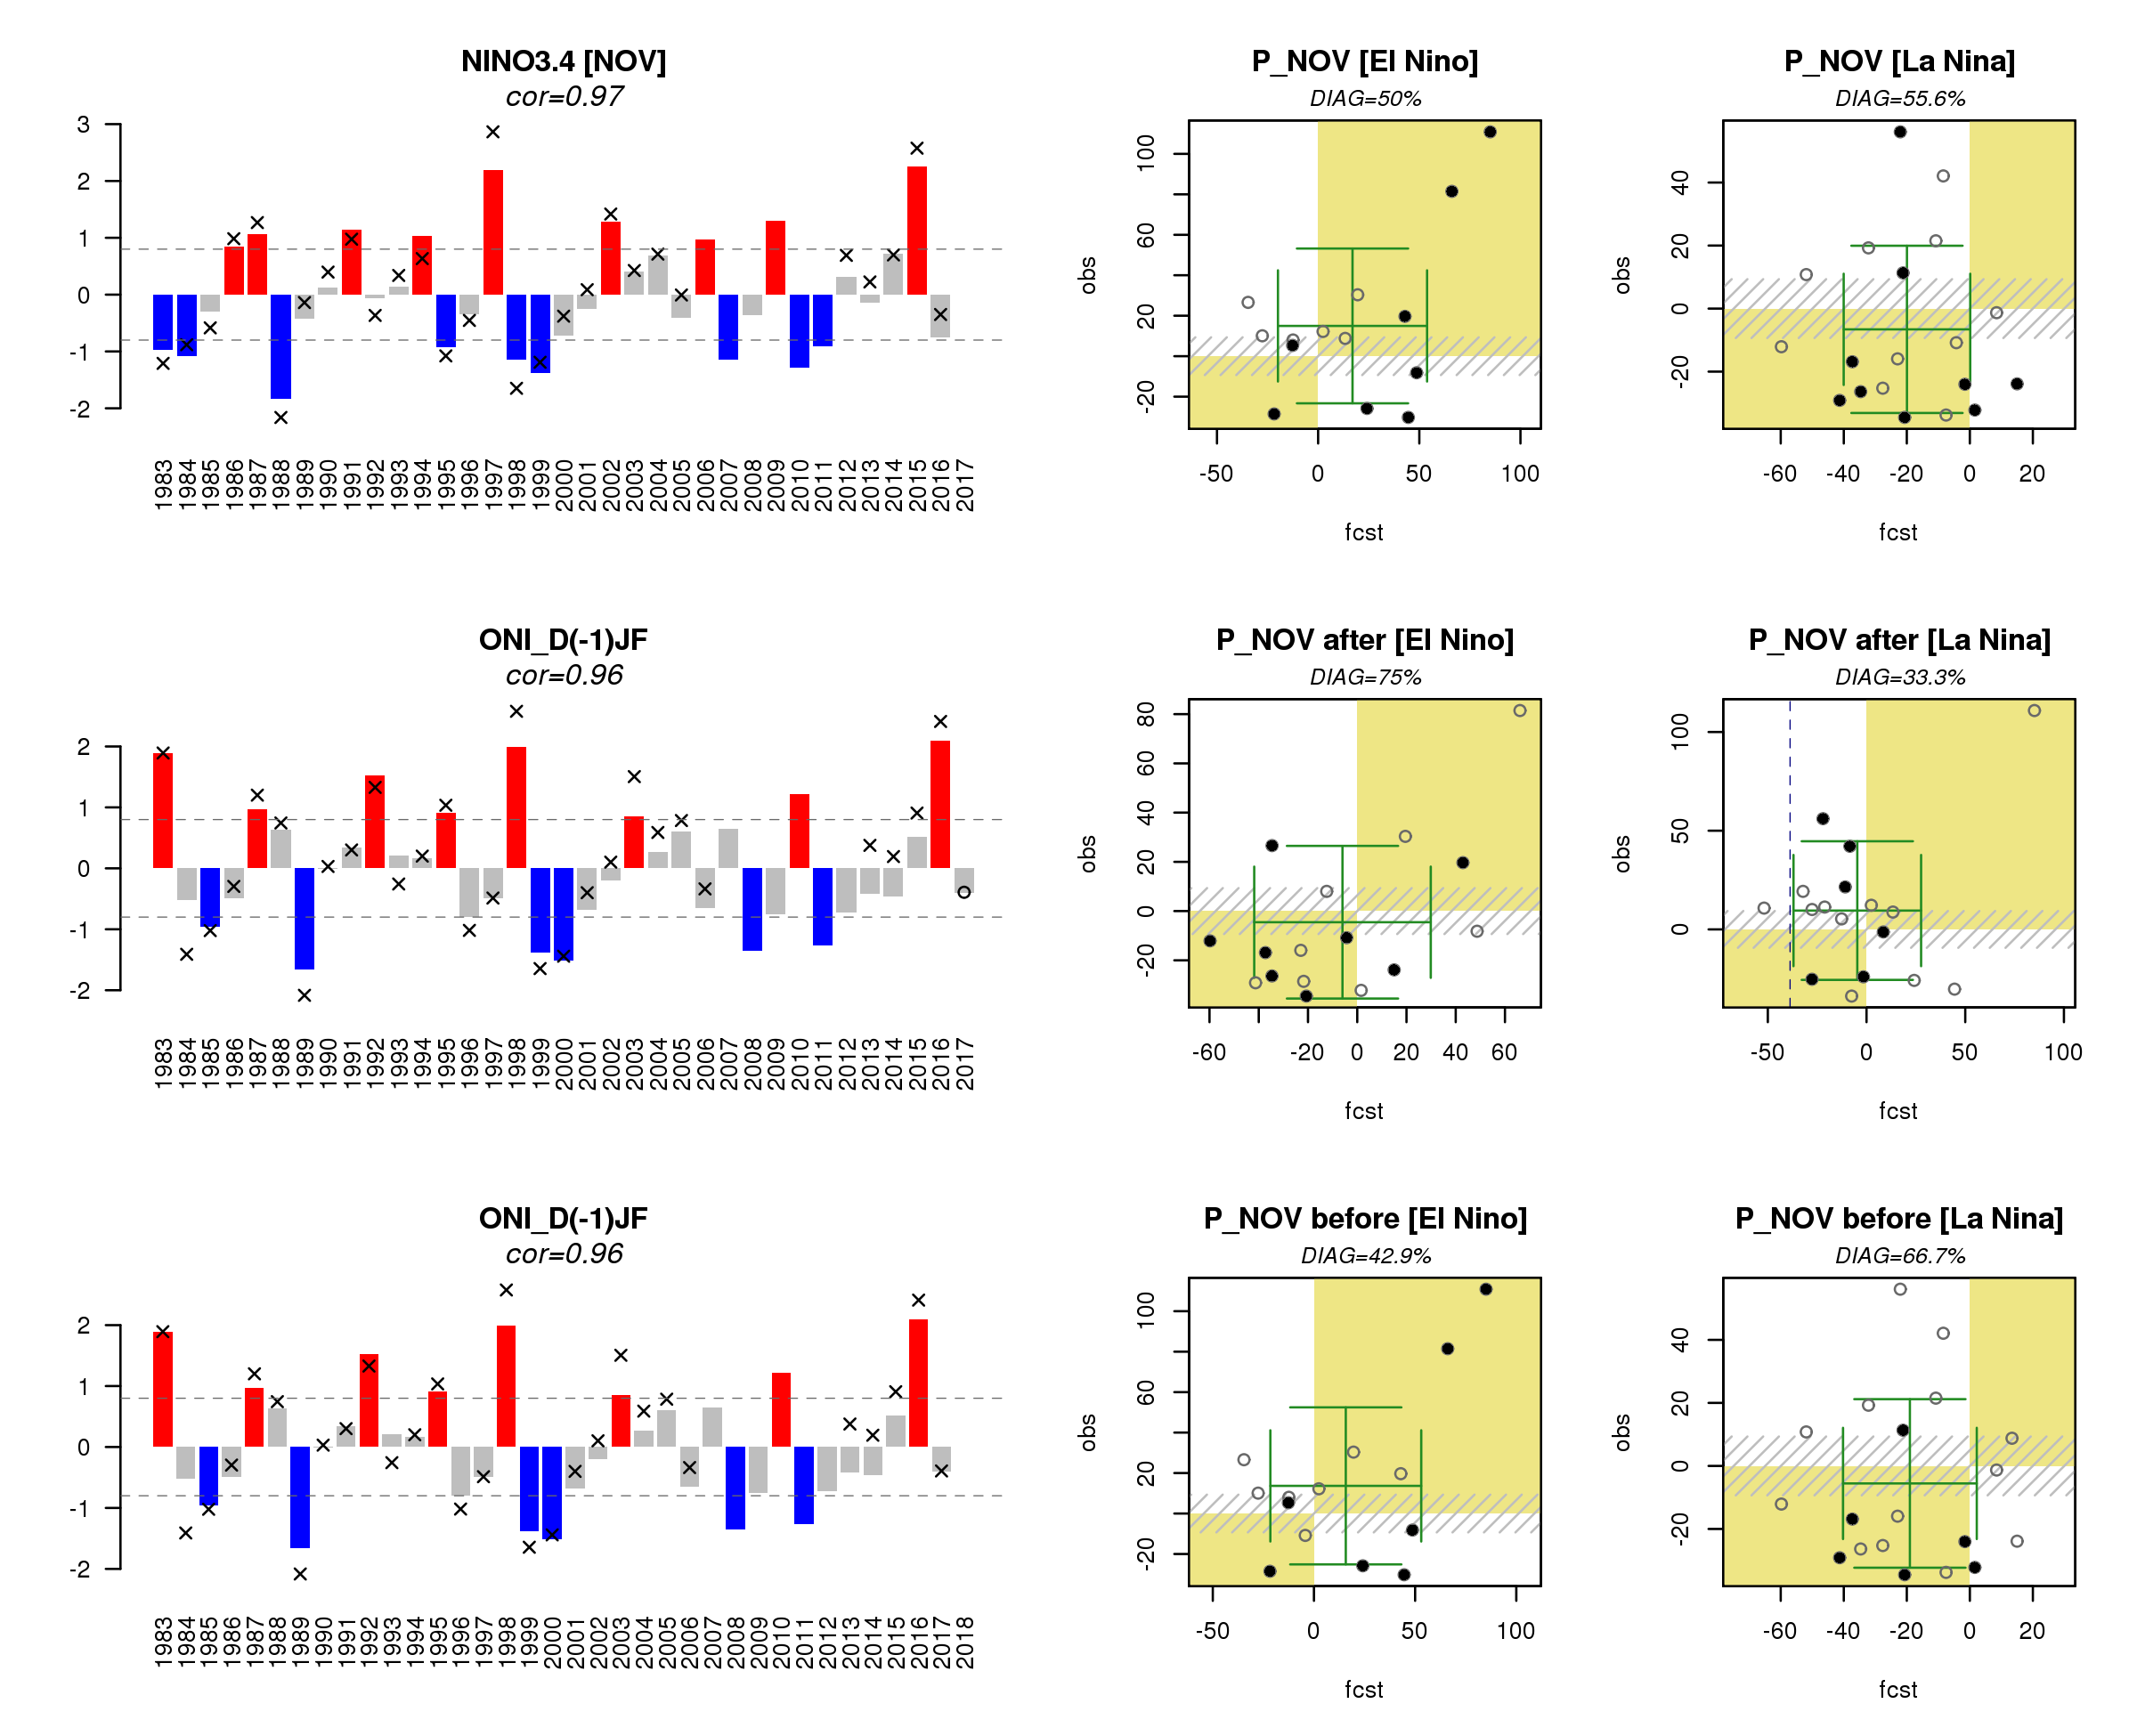 NINO3.4 [NOV]
cor=0.97
3
2
1
0
-1
-2
1983 1984 1985 1986 1987 1988 1989 1990 1991 1992 1993 1994 1995 1996 1997 1998 1999 2000 2001 2002 2003 2004 2005 2006 2007 2008 2009 2010 2011 2012 2013 2014 2015 2016 2017
P_NOV [El Nino]
DIAG=50%
obs
100
60
20
-20
-50 0 50 100
fcst
P_NOV [La Nina]
DIAG=55.6%
obs
40
20
0
-20
-60 -40 -20 0 20
fcst
ONI_D(-1)JF
cor=0.96
2
1
0
-1
-2
1983 1984 1985 1986 1987 1988 1989 1990 1991 1992 1993 1994 1995 1996 1997 1998 1999 2000 2001 2002 2003 2004 2005 2006 2007 2008 2009 2010 2011 2012 2013 2014 2015 2016 2017
P_NOV after [El Nino]
DIAG=75%
obs
80
60
40
20
0
-20
-60 -20 0 20 40 60
fcst
P_NOV after [La Nina]
DIAG=33.3%
obs
100
50
0
-50 0 50 100
fcst
ONI_D(-1)JF
cor=0.96
2
1
0
-1
-2
1983 1984 1985 1986 1987 1988 1989 1990 1991 1992 1993 1994 1995 1996 1997 1998 1999 2000 2001 2002 2003 2004 2005 2006 2007 2008 2009 2010 2011 2012 2013 2014 2015 2016 2017 2018
P_NOV before [El Nino]
DIAG=42.9%
obs
100
60
20
-20
-50 0 50 100
fcst
P_NOV before [La Nina]
DIAG=66.7%
obs
40
20
0
-20
-60 -40 -20 0 20
fcst